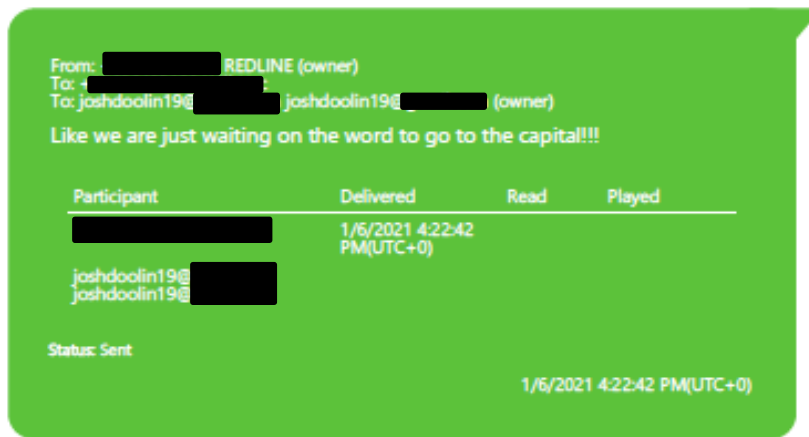 From: REDLINE (owner)
To: +
To: joshdoolin19@ joshdoolin19@ (owner)
Like we are just waiting on the word to go to the capital!!!
Participant Delivered Read Played
1/6/2021 4:22:42
PM(UTC+0)
joshdoolin19@
joshdoolin19@
Status: Sent
1/6/2021 4:22:42 PM(UTC+0)